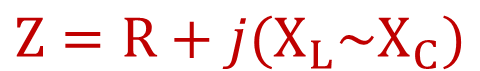 Z = R + j(X_L~X_C)